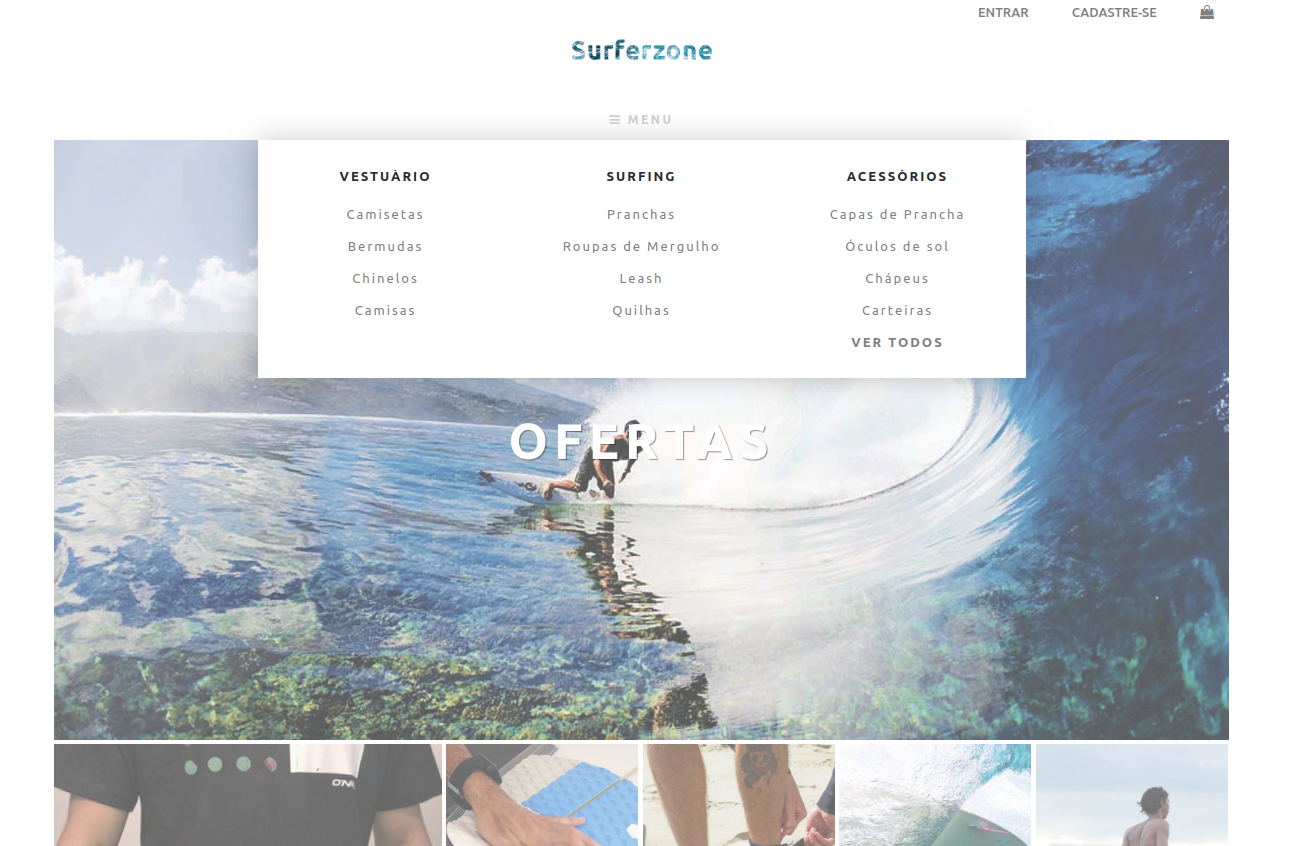 ENTRAR CADASTRE-SE
Surferzone
MENU
VESTUÁRIO
Camisetas
Bermudas
Chinelos
Camisas
SURFING
Pranchas
Roupas de Mergulho
Leash
Quilhas
ACESSÓRIOS
Capas de Prancha
Óculos de sol
Chápeus
Carteiras
VER TODOS
OFERTAS